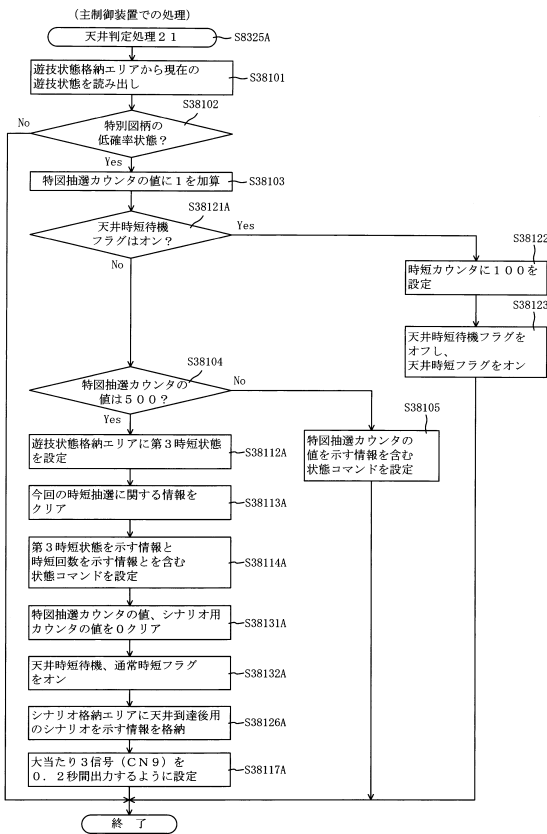 （主制御装置での処理）
天井判定処理２１
S8325A
遊技状態格納エリアから現在の
遊技状態を読み出し
S38101
S38102
No
特別図柄の
低確率状態？
Yes
特図抽選カウンタの値に１を加算
S38103
S38121A
天井時短待機
フラグはオン？
Yes
No
S38122
時短カウンタに１００を
設定
S38123
天井時短待機フラグを
オフし、
天井時短フラグをオン
S38104
特図抽選カウンタの
値は５００？
No
Yes
S38105
特図抽選カウンタの
値を示す情報を含む
状態コマンドを設定
遊技状態格納エリアに第３時短状態
を設定
S38112A
今回の時短抽選に関する情報を
クリア
S38113A
第３時短状態を示す情報と
時短回数を示す情報とを含む
状態コマンドを設定
S38114A
特図抽選カウンタの値、シナリオ用
カウンタの値を０クリア
S38131A
天井時短待機、通常時短フラグ
をオン
S38132A
シナリオ格納エリアに天井到達後用
のシナリオを示す情報を格納
S38126A
大当たり３信号（ＣＮ９）を
０．２秒間出力するように設定
S38117A
終　了